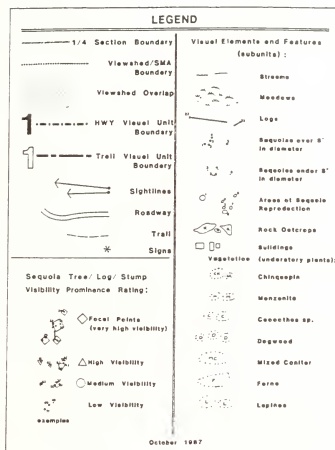 LEGEND
1/4 Section Boundary
Viewshed/SMA
Boundary
Viewshed Overlap
1 HWY Visual Unit
Boundary
1 Trail Visual Unit
Boundary
Sightlines
Roadway
Trail
* Signs
Sequoia Tree/ Log/ Stump
Visibility Prominence Rating:
Focal Points
(very high visibility)
High Visibility
Medium Visibility
Low Visibility
examples
Visual Elements and Features
(subunits) :
Streams
Meadows
Logs
Sequoias over 8'
in diameter
Sequoias under 8'
in diameter
Areas of Sequoia
Reproduction
Rock Outcrops
Buildings
Vegetation (understory plants):
Chinquapin
Manzanita
Ceanothus sp.
Dogwood
mc Mixed Conifer
Ferns
Lupines
October 1987